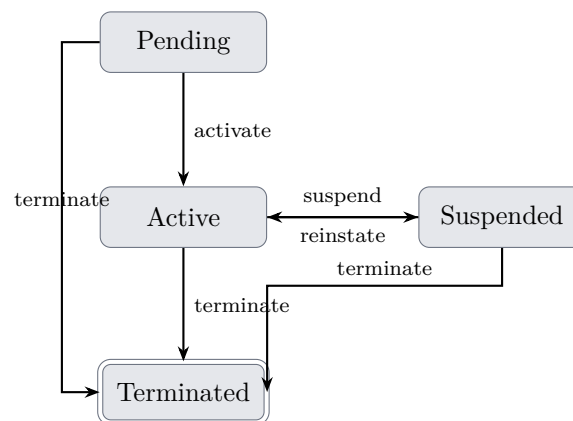 Pending
activate
terminate
suspend
Active
Suspended
reinstate
terminate
terminate
Terminated